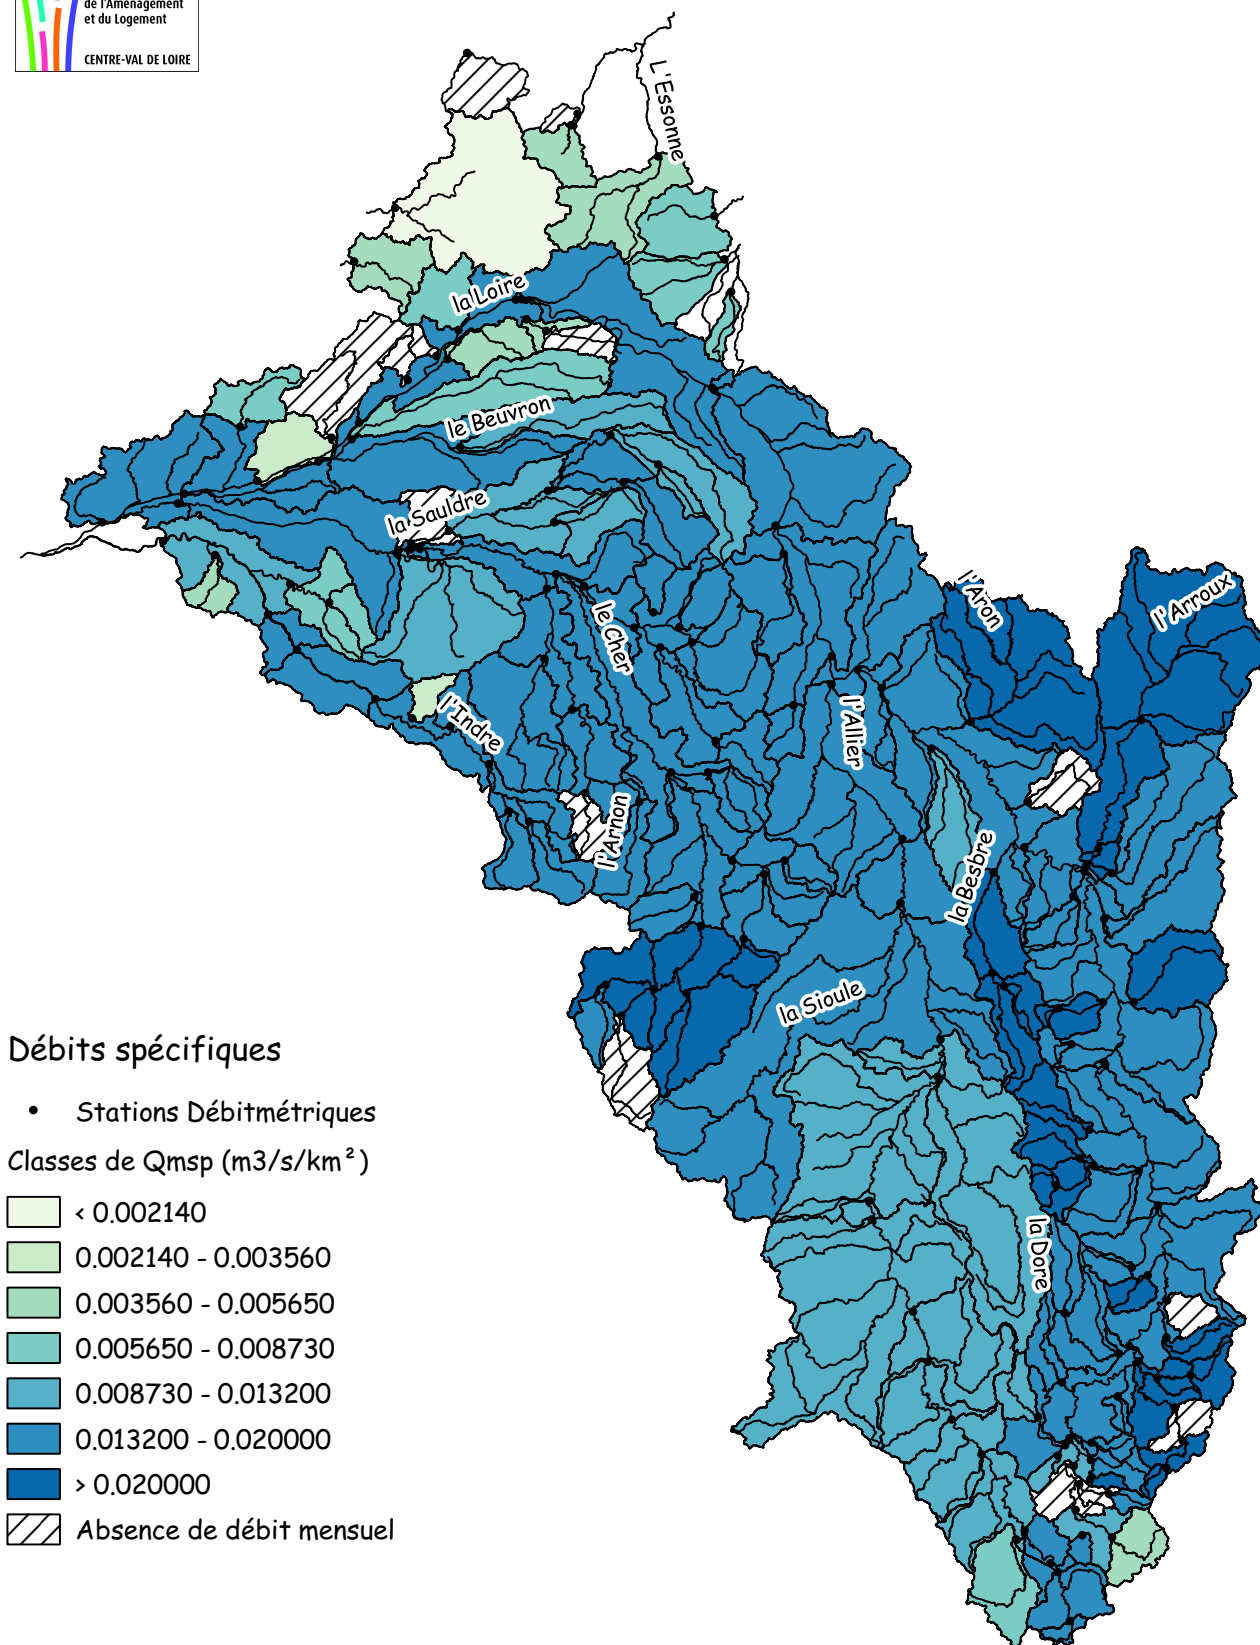 de l'Aménagement
et du Logement
CENTRE-VAL DE LOIRE
L'Essonne
la Loire
le Beuvron
la Sauldre
l'Aron
l'Arroux
le Cher
l'Indre
l'Allier
l'Arnon
la Besbre
la Sioule
la Dore
Débits spécifiques
Stations Débitmétriques
Classes de Qmsp (m3/s/km²)
< 0.002140
0.002140 - 0.003560
0.003560 - 0.005650
0.005650 - 0.008730
0.008730 - 0.013200
0.013200 - 0.020000
> 0.020000
Absence de débit mensuel